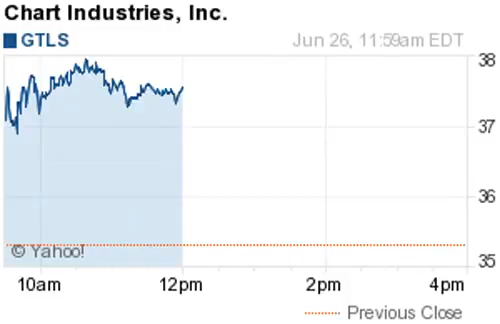 Chart Industries, Inc.
GTLS Jun 26, 11:59am EDT
38
37
36
35
© Yahoo!
10am 12pm 2pm 4pm
Previous Close